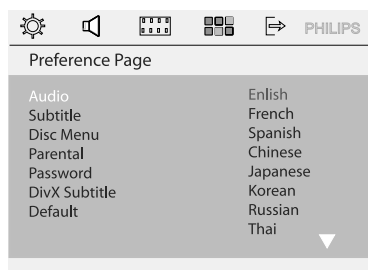 PHILIPS
Preference Page
Audio
Subtitle
Disc Menu
Parental
Password
DivX Subtitle
Default
Enlish
French
Spanish
Chinese
Japanese
Korean
Russian
Thai